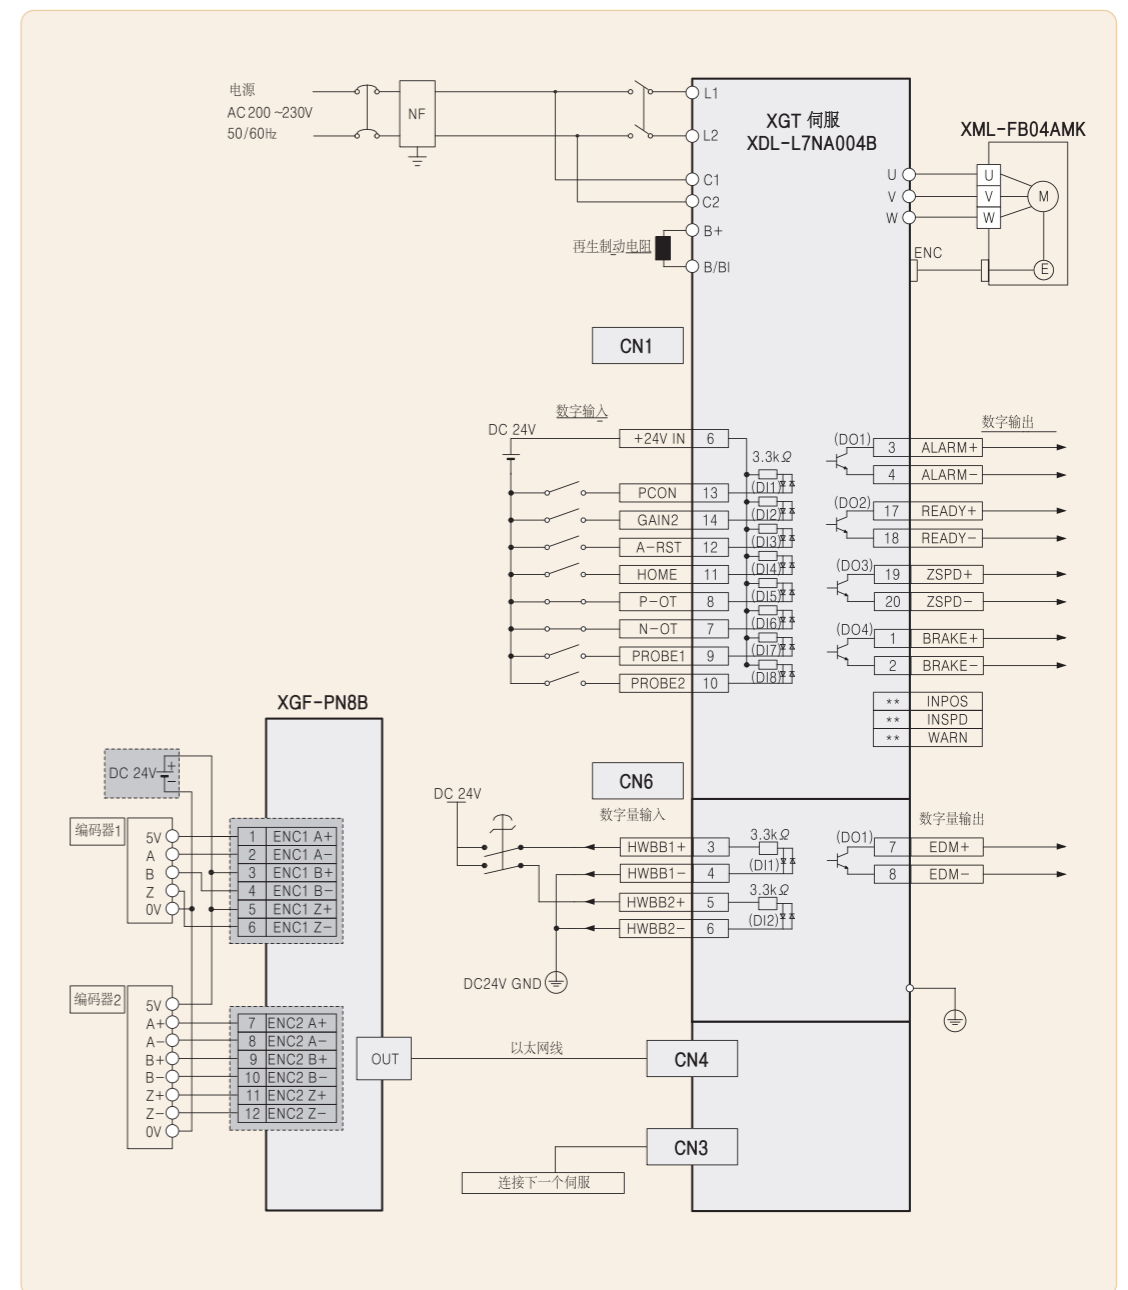 电源
AC 200 ~230V
50/60Hz
NF
L1
L2
C1
C2
B+
B/BI
再生制动电阻
XGT 伺服
XDL-L7NA004B
XML-FB04AMK
U
V
W
U
V
W
M
ENC
E
CN1
数字输入
DC 24V
+24V IN 6
3.3kΩ
PCON 13 (DI1)
GAIN2 14 (DI2)
A-RST 12 (DI3)
HOME 11 (DI4)
P-OT 8 (DI5)
N-OT 7 (DI6)
PROBE1 9 (DI7)
PROBE2 10 (DI8)
数字输出
(DO1) 3 ALARM+
4 ALARM-
(DO2) 17 READY+
18 READY-
(DO3) 19 ZSPD+
20 ZSPD-
(DO4) 1 BRAKE+
2 BRAKE-
** INPOS
** INSPD
** WARN
CN6
DC 24V
数字量输入
HWBB1+ 3 3.3kΩ
HWBB1- 4 (DI1)
HWBB2+ 5 3.3kΩ
HWBB2- 6 (DI2)
DC24V GND
数字量输出
(DO1) 7 EDM+
8 EDM-
XGF-PN8B
DC 24V
+
-
编码器1
5V
A
B
Z
0V
1 ENC1 A+
2 ENC1 A-
3 ENC1 B+
4 ENC1 B-
5 ENC1 Z+
6 ENC1 Z-
编码器2
5V
A+
A-
B+
B-
Z+
Z-
0V
7 ENC2 A+
8 ENC2 A-
9 ENC2 B+
10 ENC2 B-
11 ENC2 Z+
12 ENC2 Z-
OUT
以太网线
CN4
CN3
连接下一个伺服